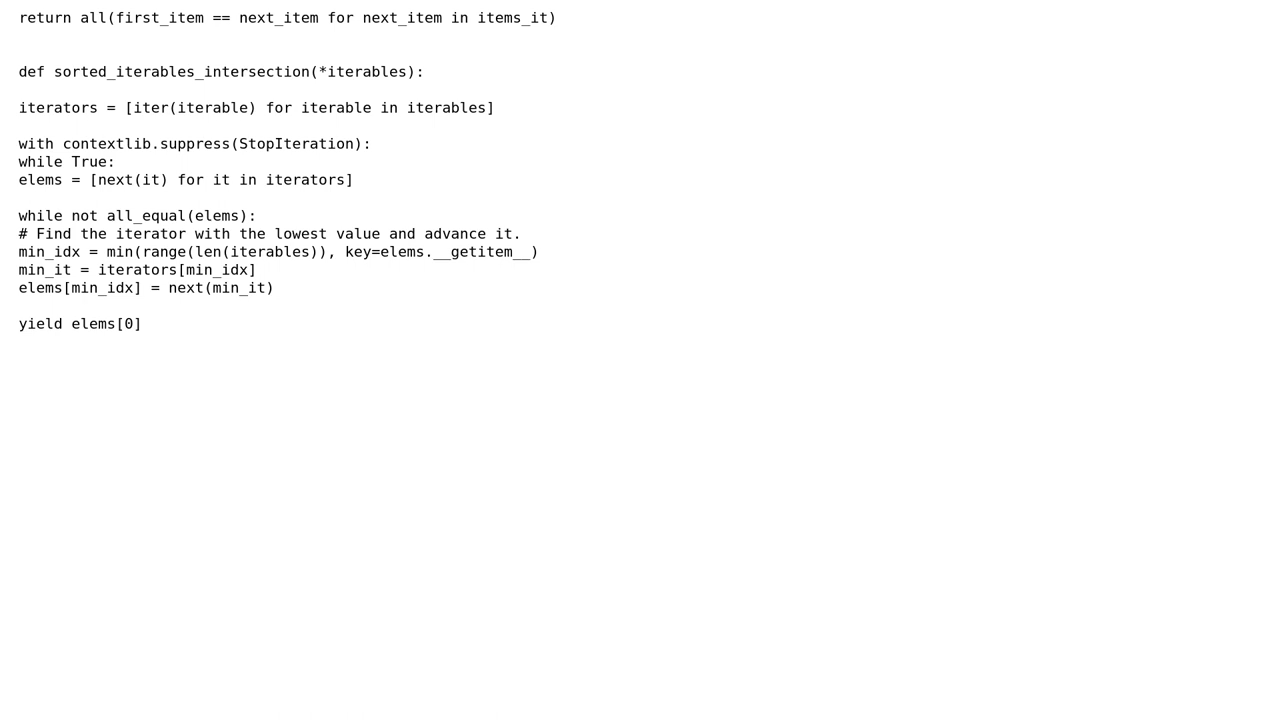 return all(first_item == next_item for next_item in items_it)
def sorted_iterables_intersection(*iterables):
iterators = [iter(iterable) for iterable in iterables]
with contextlib.suppress(StopIteration):
while True:
elems = [next(it) for it in iterators]
while not all_equal(elems):
# Find the iterator with the lowest value and advance it.
min_idx = min(range(len(iterables)), key=elems.__getitem__)
min_it = iterators[min_idx]
elems[min_idx] = next(min_it)
yield elems[0]